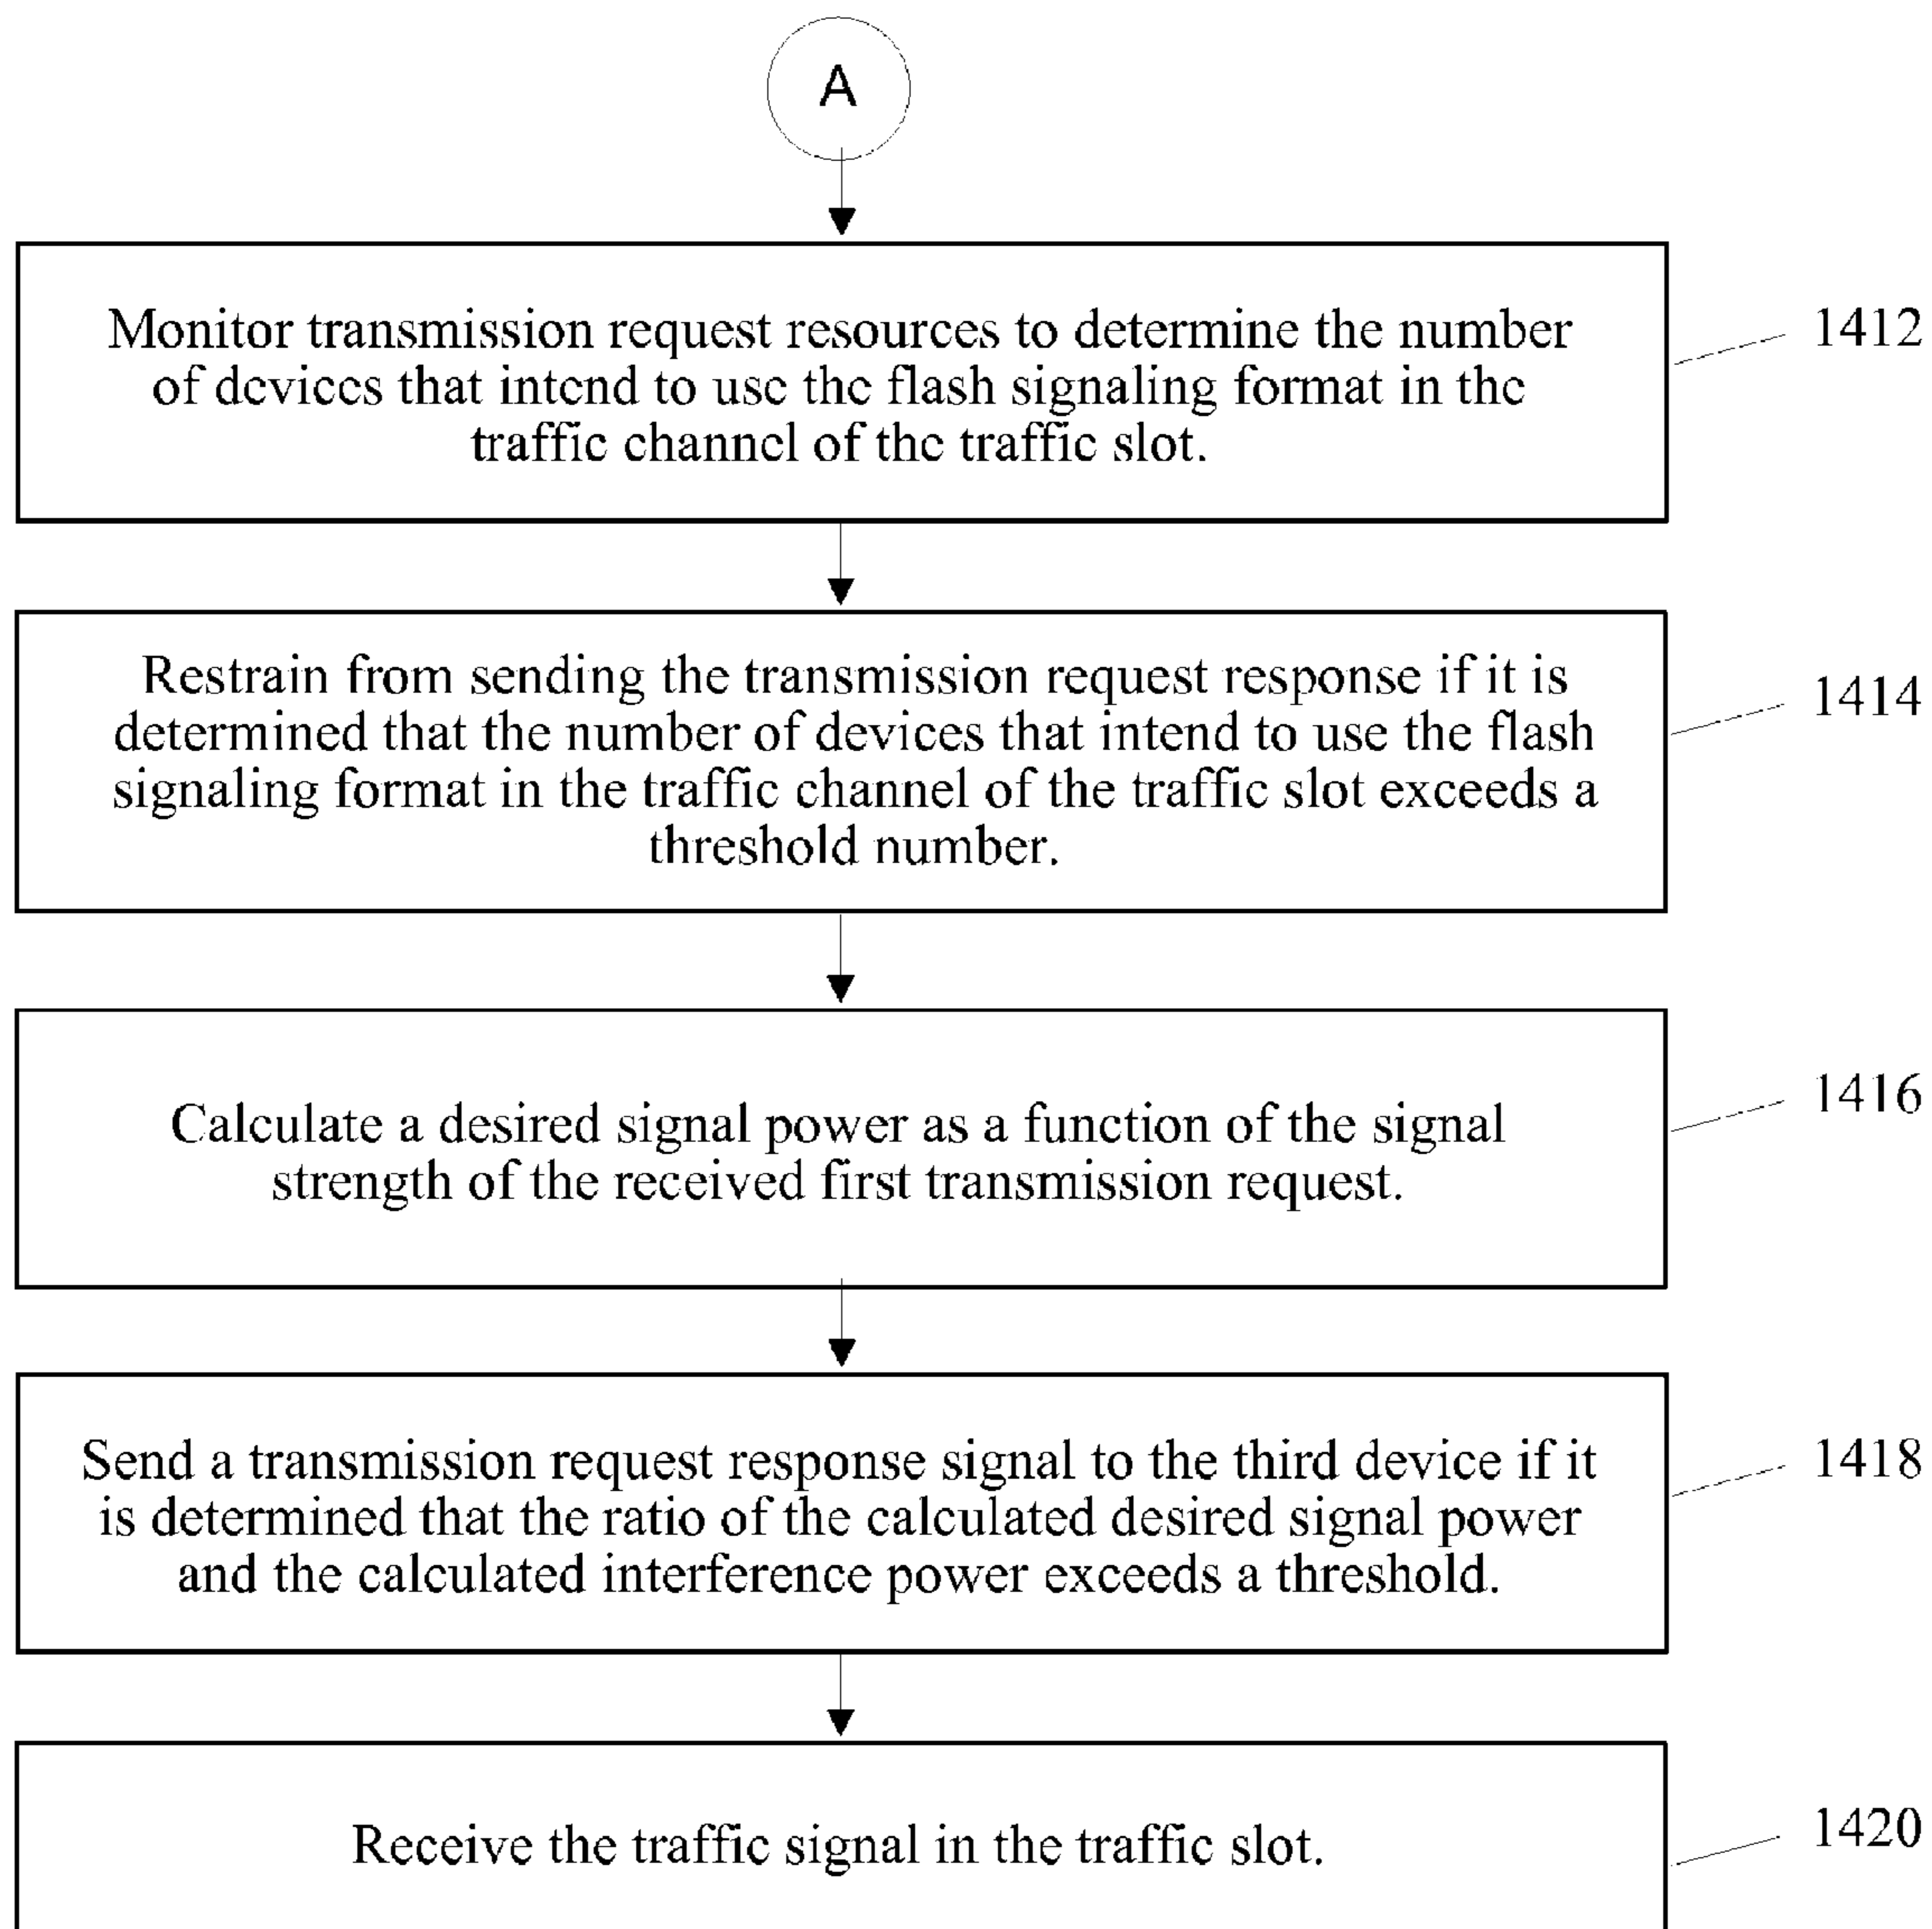 A
Monitor transmission request resources to determine the number
of devices that intend to use the flash signaling format in the
traffic channel of the traffic slot.
1412
Restrain from sending the transmission request response if it is
determined that the number of devices that intend to use the flash
signaling format in the traffic channel of the traffic slot exceeds a
threshold number.
1414
Calculate a desired signal power as a function of the signal
strength of the received first transmission request.
1416
Send a transmission request response signal to the third device if it
is determined that the ratio of the calculated desired signal power
and the calculated interference power exceeds a threshold.
1418
Receive the traffic signal in the traffic slot.
1420